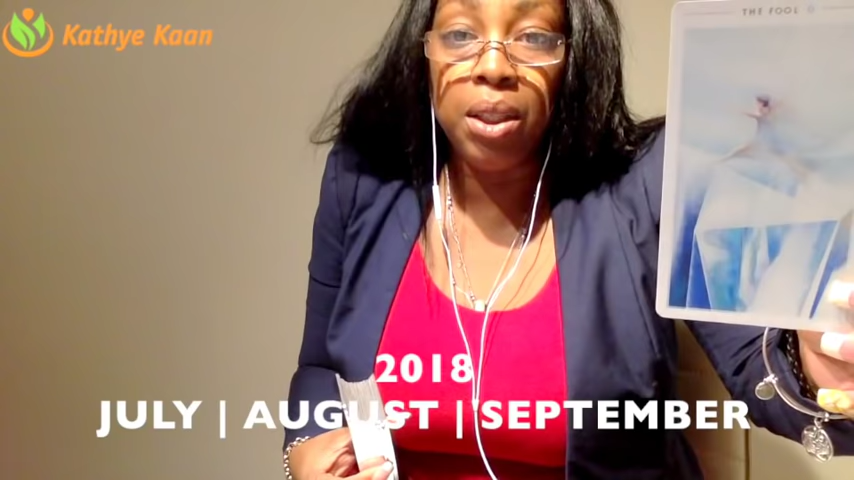 Kathye Kaan
THE FOOL
2018
JULY | AUGUST | SEPTEMBER